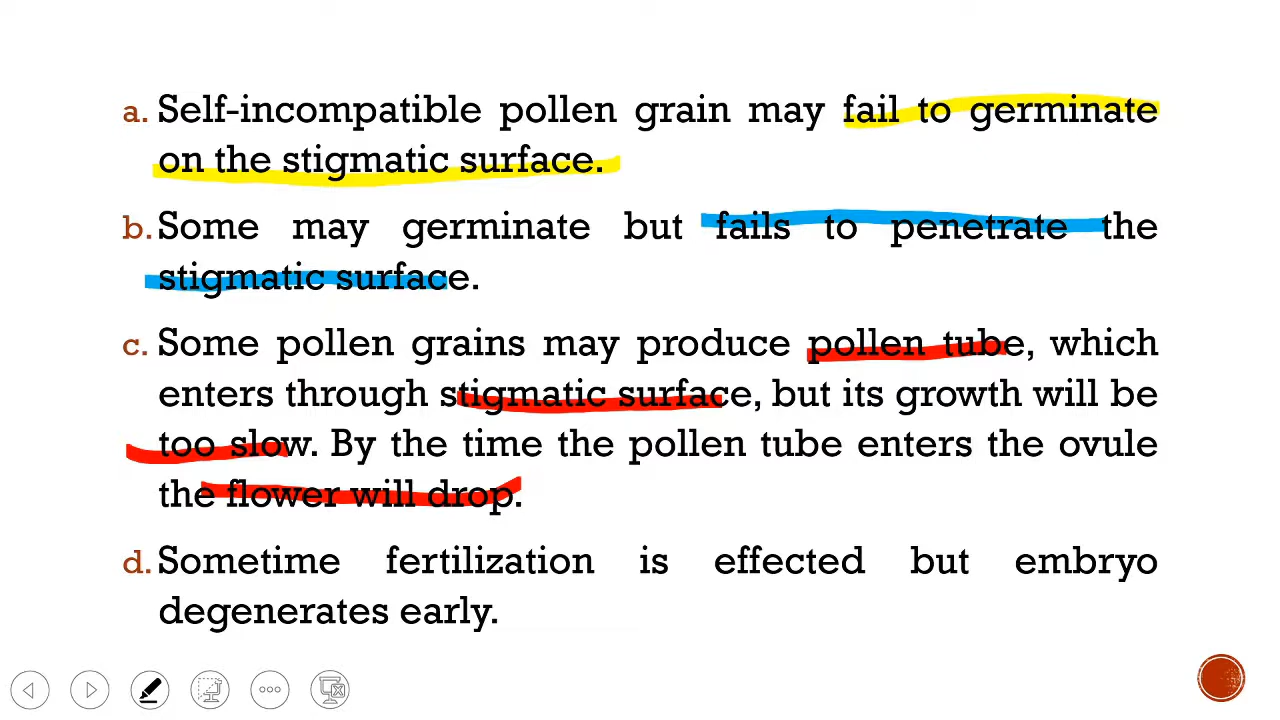 a. Self-incompatible pollen grain may fail to germinate
on the stigmatic surface.
b. Some may germinate but fails to penetrate the
stigmatic surface.
c. Some pollen grains may produce pollen tube, which
enters through stigmatic surface, but its growth will be
too slow. By the time the pollen tube enters the ovule
the flower will drop.
d. Sometime fertilization is effected but embryo
degenerates early.